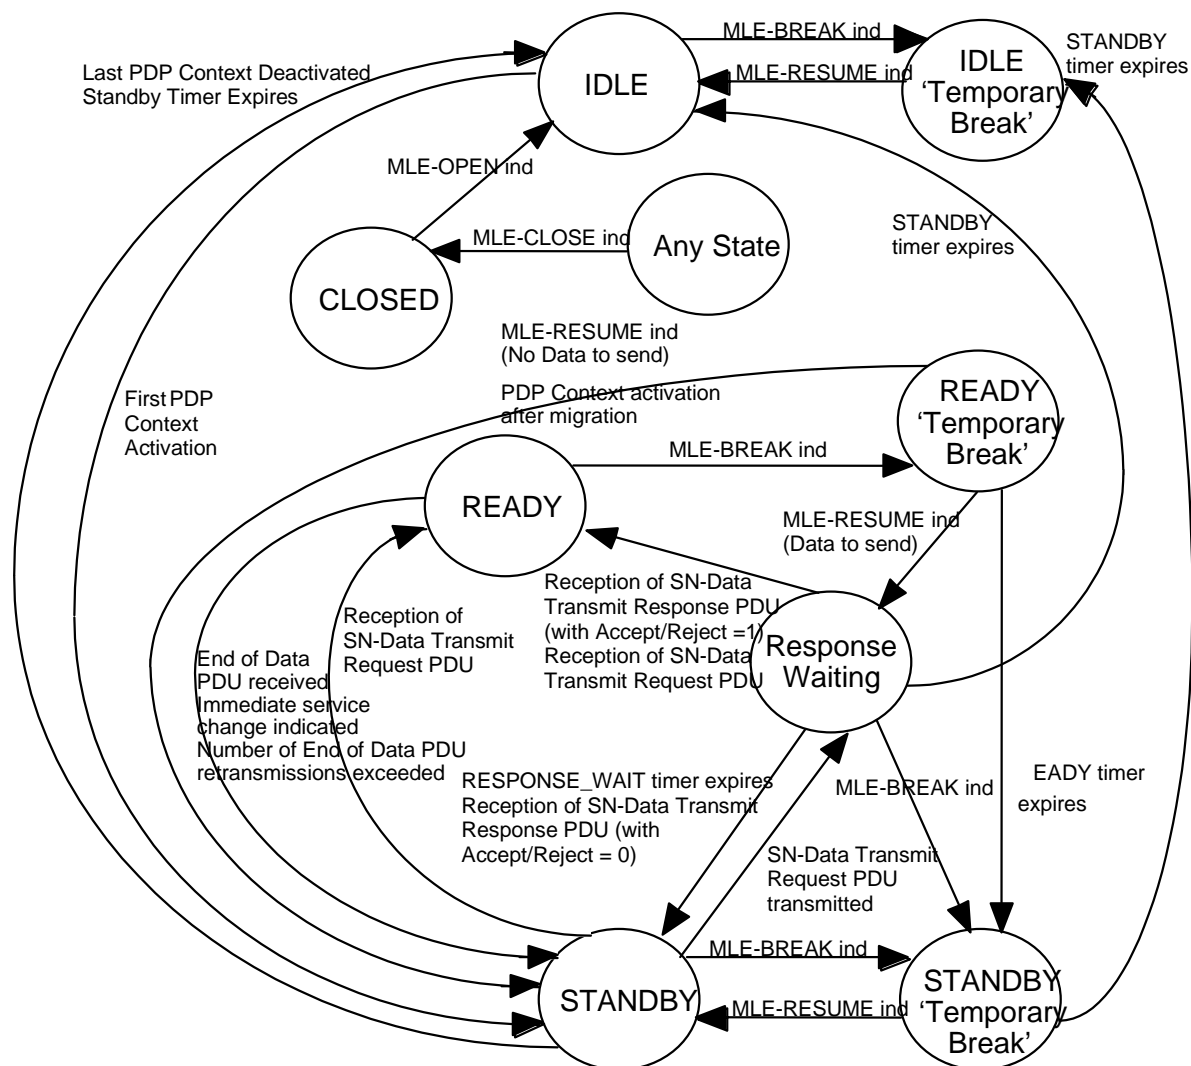 MLE-BREAK ind
STANDBY
timer expires
IDLE
‘Temporary
Break’
IDLE
MLE-RESUME ind
Last PDP Context Deactivated
Standby Timer Expires
MLE-OPEN ind
STANDBY
timer expires
MLE-CLOSE ind
Any State
CLOSED
MLE-RESUME ind
(No Data to send)
PDP Context activation
after migration
First PDP
Context
Activation
READY
‘Temporary
Break’
MLE-BREAK ind
READY
MLE-RESUME ind
(Data to send)
Reception of SN-Data
Transmit Response PDU
(with Accept/Reject =1)
Reception of SN-Data
Transmit Request PDU
Reception of
SN-Data Transmit
Request PDU
Response
Waiting
End of Data
PDU received
Immediate service
change indicated
Number of End of Data PDU
retransmissions exceeded
RESPONSE_WAIT timer expires
Reception of SN-Data Transmit
Response PDU (with
Accept/Reject = 0)
MLE-BREAK ind
EADY timer
expires
SN-Data Transmit
Request PDU
transmitted
MLE-BREAK ind
STANDBY
MLE-RESUME ind
STANDBY
‘Temporary
Break’